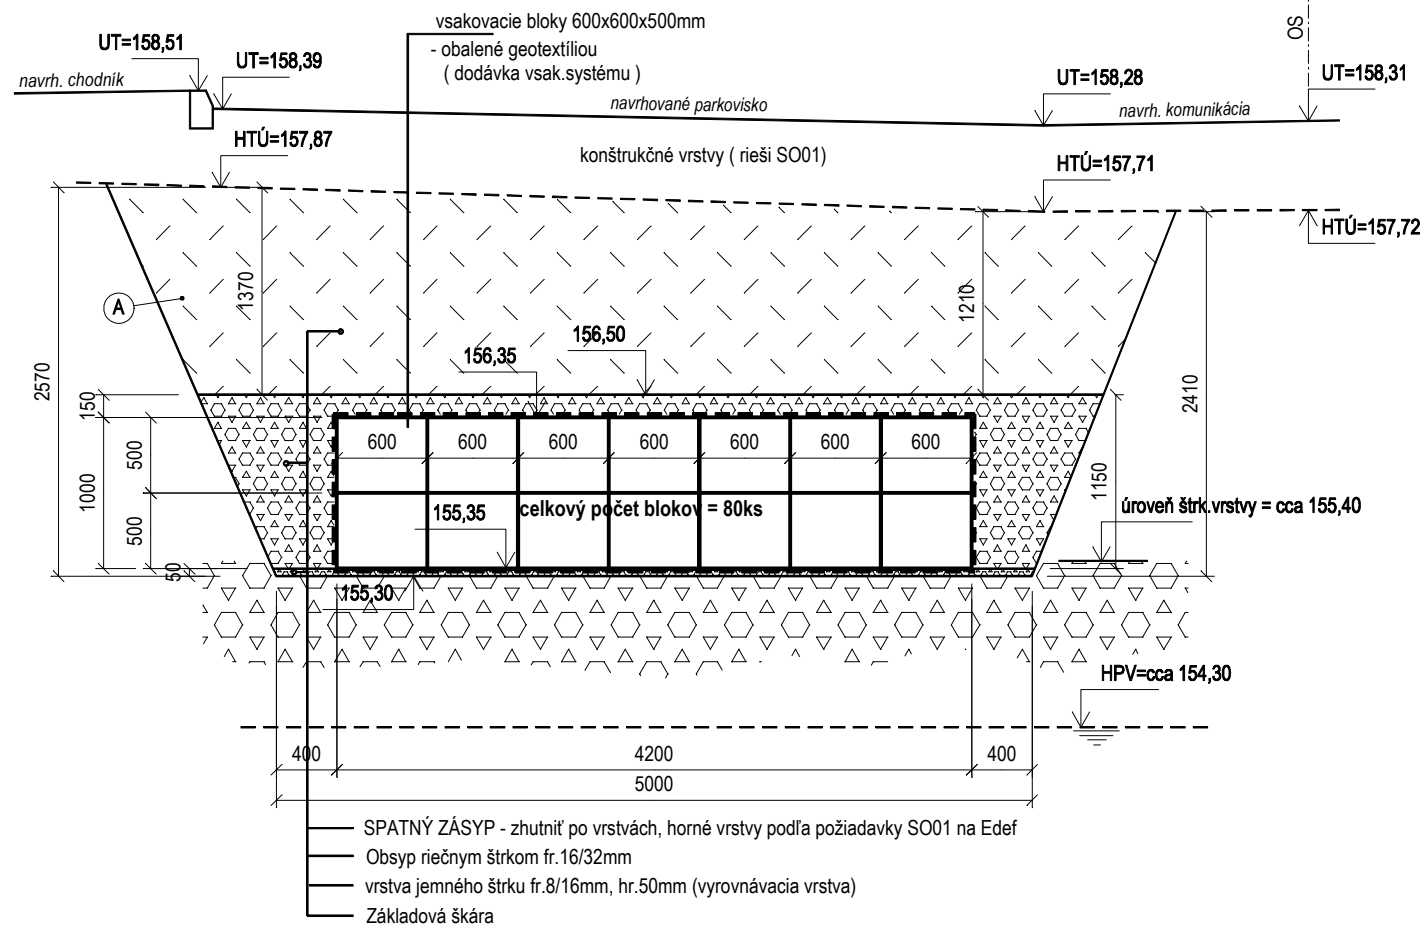 vsakovacie bloky 600x600x500mm
- obalené geotextíliou
( dodávka vsak.systému )
OS
UT=158,51
UT=158,39
UT=158,28
UT=158,31
navrh. chodník
navrhované parkovisko
navrh. komunikácia
HTÚ=157,87
konštrukčné vrstvy ( rieši SO01)
HTÚ=157,71
HTÚ=157,72
A
1370
1210
2570
2410
156,50
156,35
150
1000
500
500
50
600
600
600
600
600
600
600
1150
celkový počet blokov = 80ks
155,35
úroveň štrk.vrstvy = cca 155,40
155,30
HPV=cca 154,30
400
4200
400
5000
SPATNÝ ZÁSYP - zhutniť po vrstvách, horné vrstvy podľa požiadavky SO01 na Edef
Obsyp riečnym štrkom fr.16/32mm
vrstva jemného štrku fr.8/16mm, hr.50mm (vyrovnávacia vrstva)
Základová škára